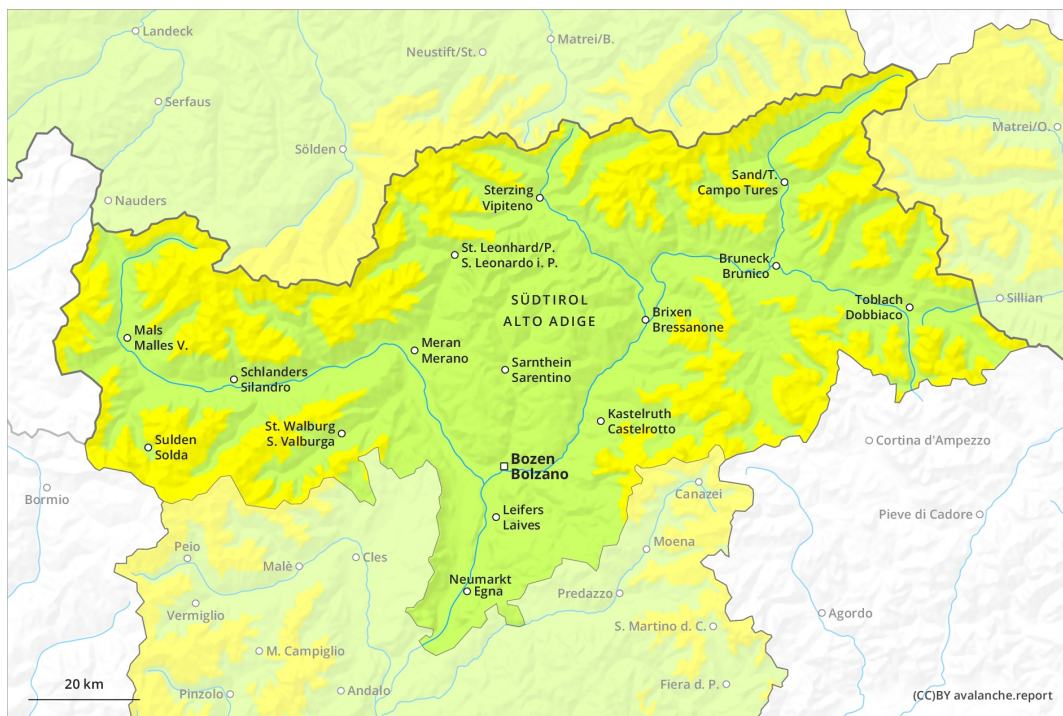 Landeck
Matrei/B.
Neustift/St.
Serfaus
Matrei/O.
Sölden
Sand/T.
Campo Tures
Sterzing
Vipiteno
Nauders
St. Leonhard/P.
S. Leonardo i. P.
Bruneck
Brunico
SÜDTIROL
ALTO ADIGE
Toblach
Dobbiaco
Sillian
Brixen
Bressanone
Mals
Malles V.
Meran
Merano
Sarnthein
Sarentino
Schlanders
Silandro
Kastelruth
Castelrotto
St. Walburg
S. Valburga
Sulden
Solda
Cortina d'Ampezzo
Bozen
Bolzano
Bormio
Canazei
Leifers
Laives
Pieve di Cadore
Moena
Peio
Cles
Malè
Neumarkt
Egna
Predazzo
Vermiglio
Agordo
S. Martino d. C.
M. Campiglio
20 km
Pinzolo
Andalo
Fiera d. P.
(CC)BY avalanche.report